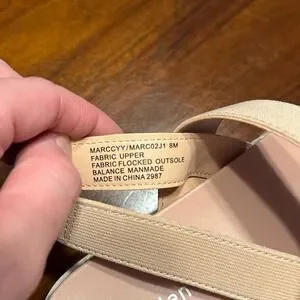 MARCCYY/MARC02J1 8M
FABRIC UPPER
FABRIC FLOCKED OUTSOLE
BALANCE MANMADE
MADE IN CHINA 2987